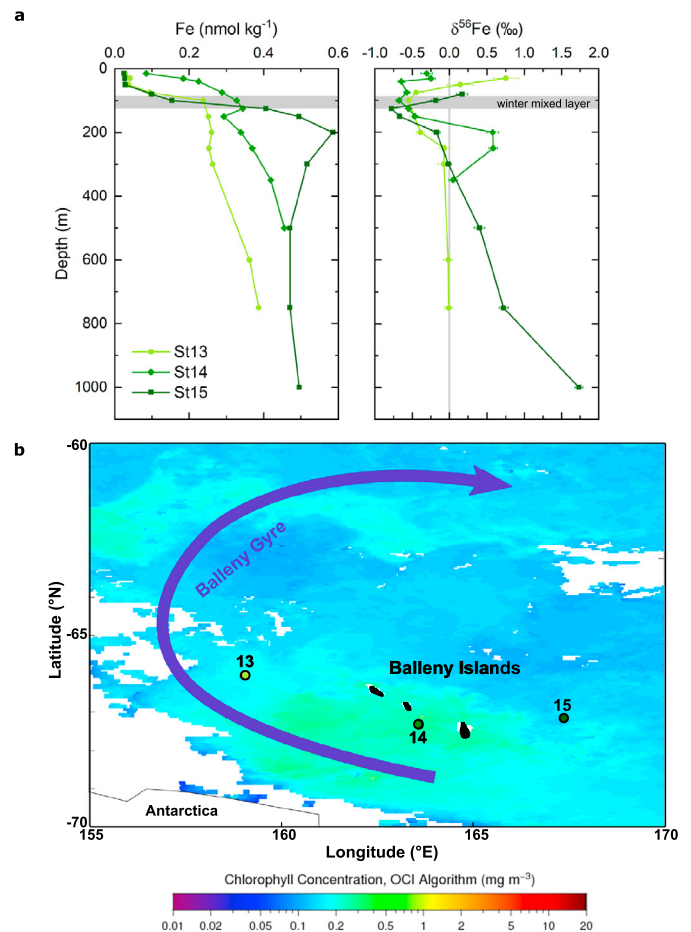 a
Fe (nmol kg-1)
δ56Fe (‰)
0.0 0.2 0.4 0.6
-1.0 -0.5 0.0 0.5 1.0 1.5 2.0
0
200
400
600
800
1000
Depth (m)
winter mixed layer
St13
St14
St15
b
-60
-65
-70
Latitude (°N)
Balleny Gyre
13
Balleny Islands
14
15
Antarctica
155 160 165 170
Longitude (°E)
Chlorophyll Concentration, OCI Algorithm (mg m–3)
0.01 0.02 0.05 0.1 0.2 0.5 1 2 5 10 20